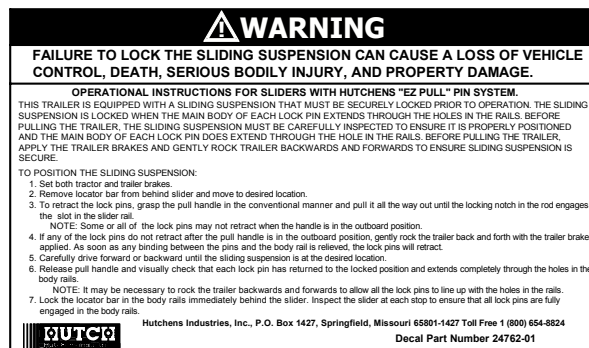 WARNING
FAILURE TO LOCK THE SLIDING SUSPENSION CAN CAUSE A LOSS OF VEHICLE
CONTROL, DEATH, SERIOUS BODILY INJURY, AND PROPERTY DAMAGE.
OPERATIONAL INSTRUCTIONS FOR SLIDERS WITH HUTCHENS "EZ PULL" PIN SYSTEM.
THIS TRAILER IS EQUIPPED WITH A SLIDING SUSPENSION THAT MUST BE SECURELY LOCKED PRIOR TO OPERATION. THE SLIDING
SUSPENSION IS LOCKED WHEN THE MAIN BODY OF EACH LOCK PIN EXTENDS THROUGH THE HOLES IN THE RAILS. BEFORE
PULLING THE TRAILER, THE SLIDING SUSPENSION MUST BE CAREFULLY INSPECTED TO ENSURE IT IS PROPERLY POSITIONED
AND THE MAIN BODY OF EACH LOCK PIN DOES EXTEND THROUGH THE HOLE IN THE RAILS. BEFORE PULLING THE TRAILER,
APPLY THE TRAILER BRAKES AND GENTLY ROCK TRAILER BACKWARDS AND FORWARDS TO ENSURE SLIDING SUSPENSION IS
SECURE.
TO POSITION THE SLIDING SUSPENSION:
1. Set both tractor and trailer brakes.
2. Remove locator bar from behind slider and move to desired location.
3. To retract the lock pins, grasp the pull handle in the conventional manner and pull it all the way out until the locking notch in the rod engages
the slot in the slider rail.
NOTE: Some or all of the lock pins may not retract when the handle is in the outboard position.
4. If any of the lock pins do not retract after the pull handle is in the outboard position, gently rock the trailer back and forth with the trailer brake
applied. As soon as any binding between the pins and the body rail is relieved, the lock pins will retract.
5. Carefully drive forward or backward until the sliding suspension is at the desired location.
6. Release pull handle and visually check that each lock pin has returned to the locked position and extends completely through the holes in the
body rails.
NOTE: It may be necessary to rock the trailer backwards and forwards to allow all the lock pins to line up with the holes in the rails.
7. Lock the locator bar in the body rails immediately behind the slider. Inspect the slider at each stop to ensure that all lock pins are fully
engaged in the body rails.
Hutchens Industries, Inc., P.O. Box 1427, Springfield, Missouri 65801-1427 Toll Free 1 (800) 654-8824
HUTCH
Decal Part Number 24762-01